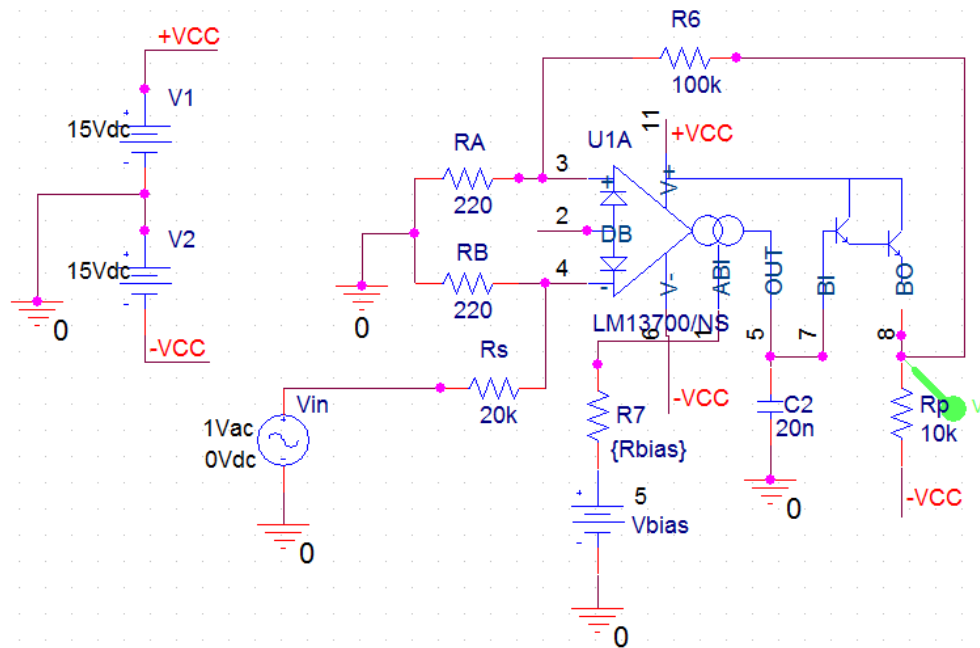 +VCC
V1
+
15Vdc
-
V2
+
15Vdc
-
-VCC
0
R6
100k
RA
220
RB
220
0
3
2
4
U1A
11
+VCC
+
DB
-
V+
V-
ABI
OUT
BI
BO
LM13700/NS
6
1
5
7
8
-VCC
Rs
20k
Vin
1Vac
0Vdc
+
-
0
R7
{Rbias}
+
5
Vbias
-
0
C2
20n
0
Rp
10k
-VCC
V